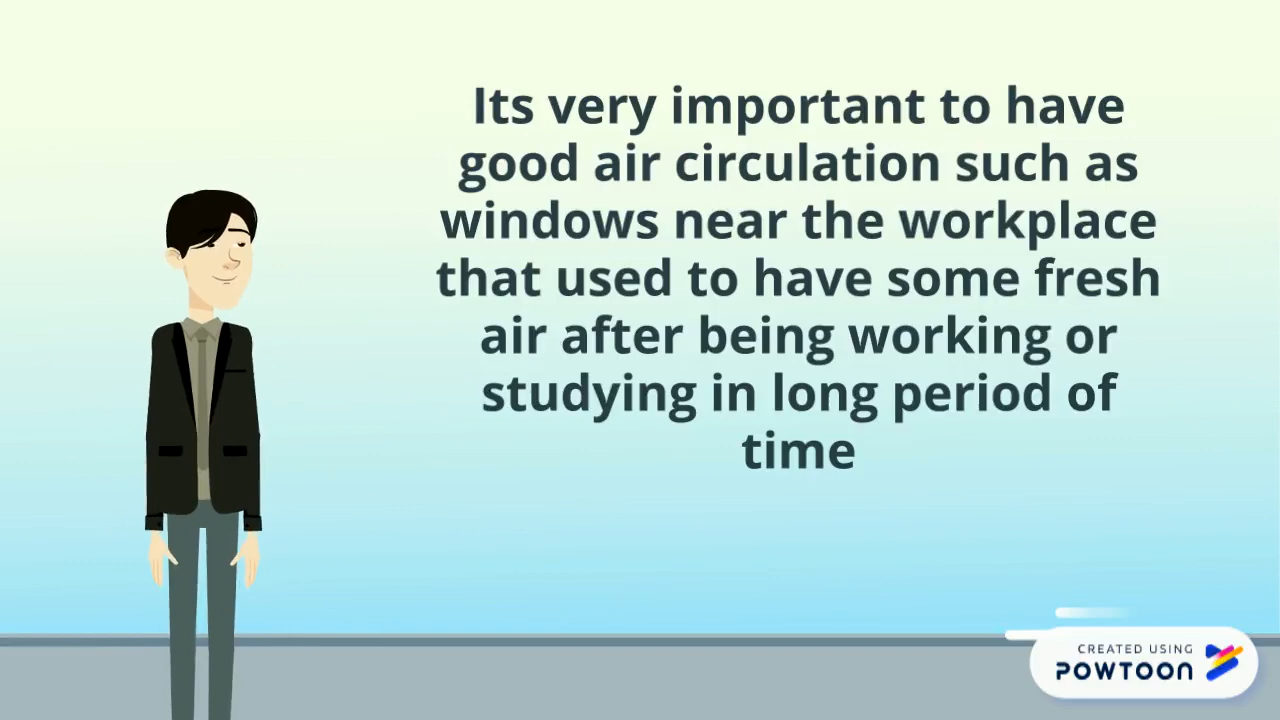 Its very important to have
good air circulation such as
windows near the workplace
that used to have some fresh
air after being working or
studying in long period of
time
CREATED USING
POWTOON